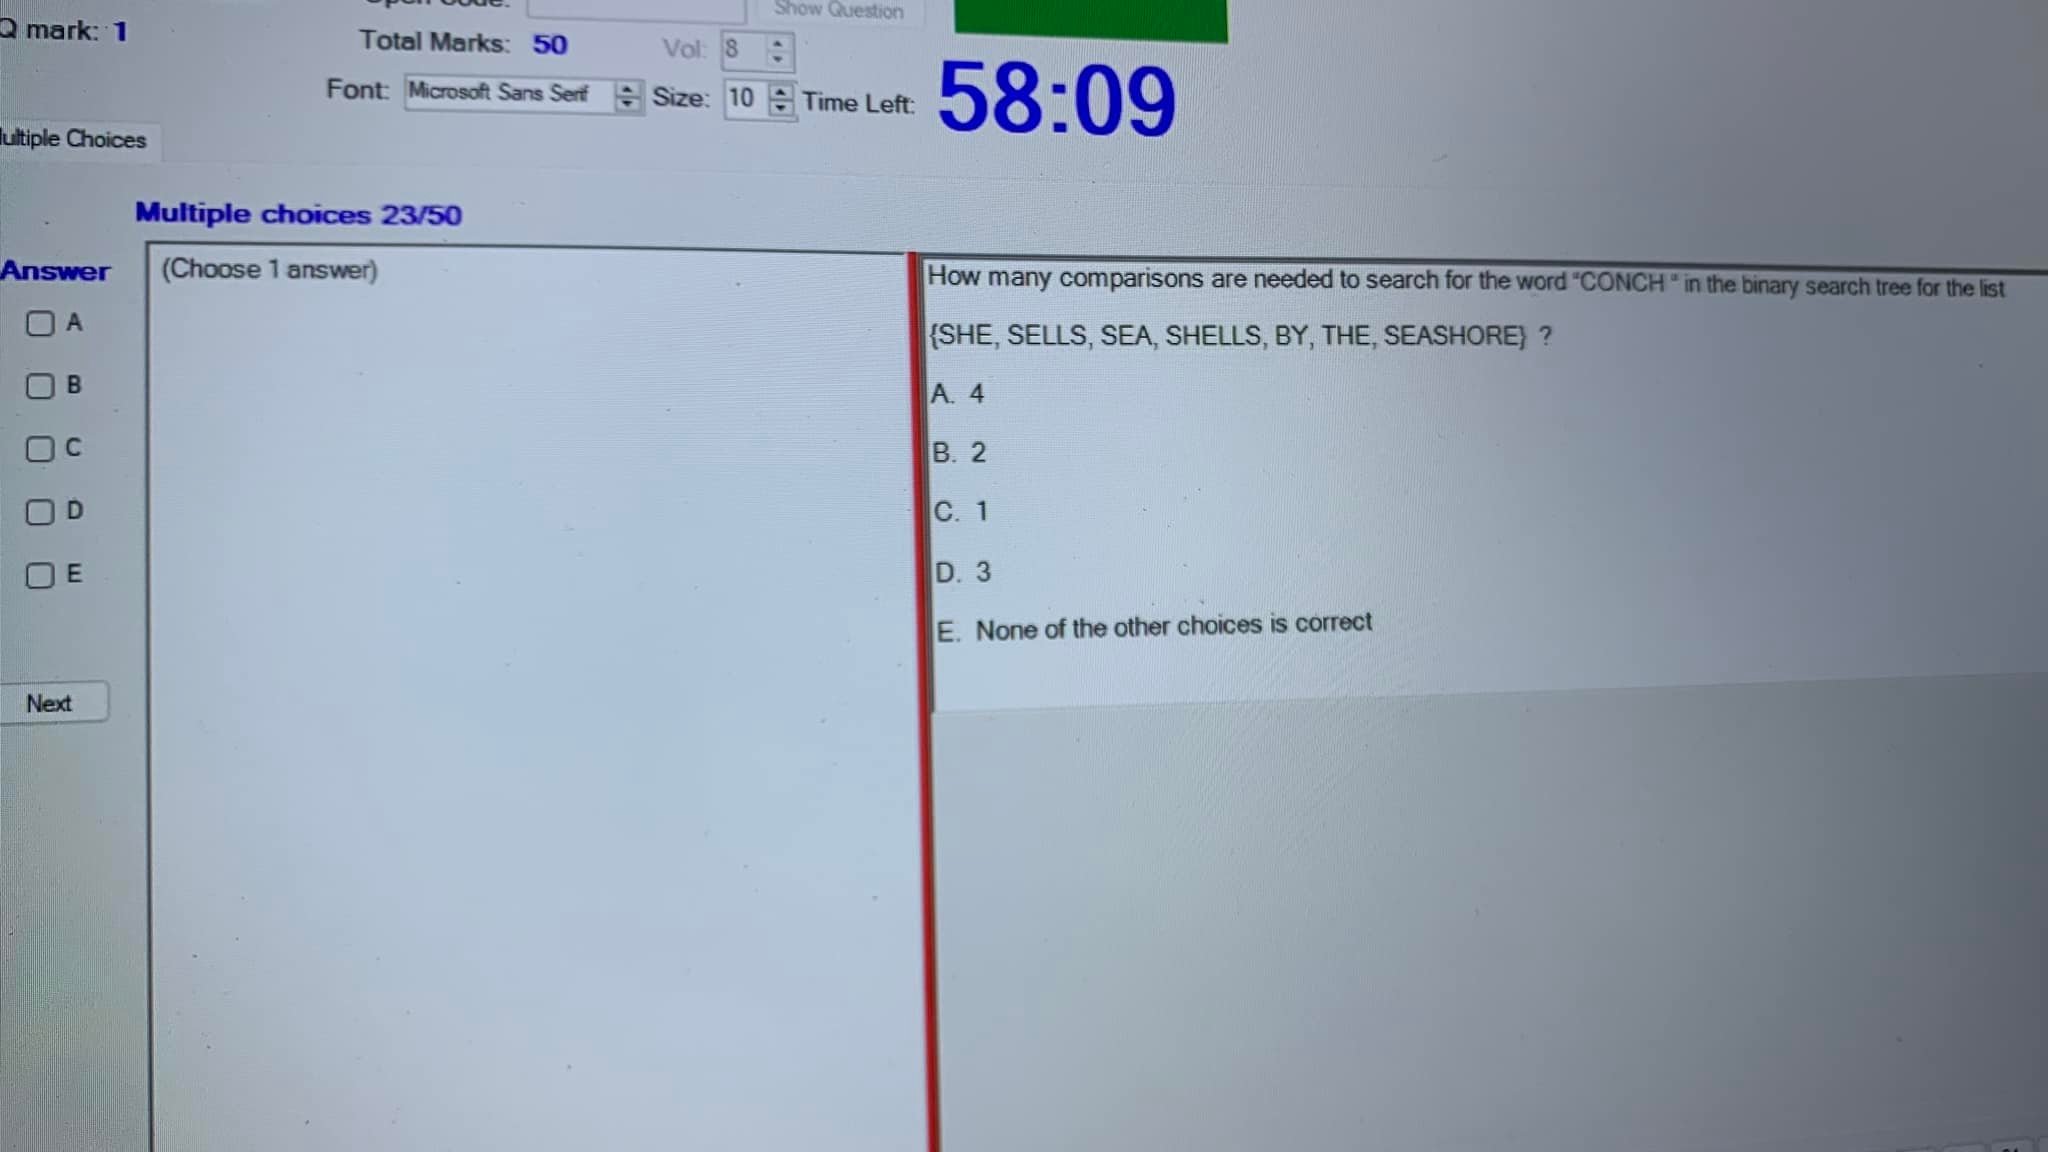 Q mark: 1
Show Question
Total Marks: 50
Vol: 8
Font: Microsoft Sans Serif
Size: 10
Time Left: 58:09
Multiple Choices
Multiple choices 23/50
Answer
A
B
C
D
E
Next
(Choose 1 answer)
How many comparisons are needed to search for the word "CONCH " in the binary search tree for the list
{SHE, SELLS, SEA, SHELLS, BY, THE, SEASHORE} ?
A. 4
B. 2
C. 1
D. 3
E. None of the other choices is correct